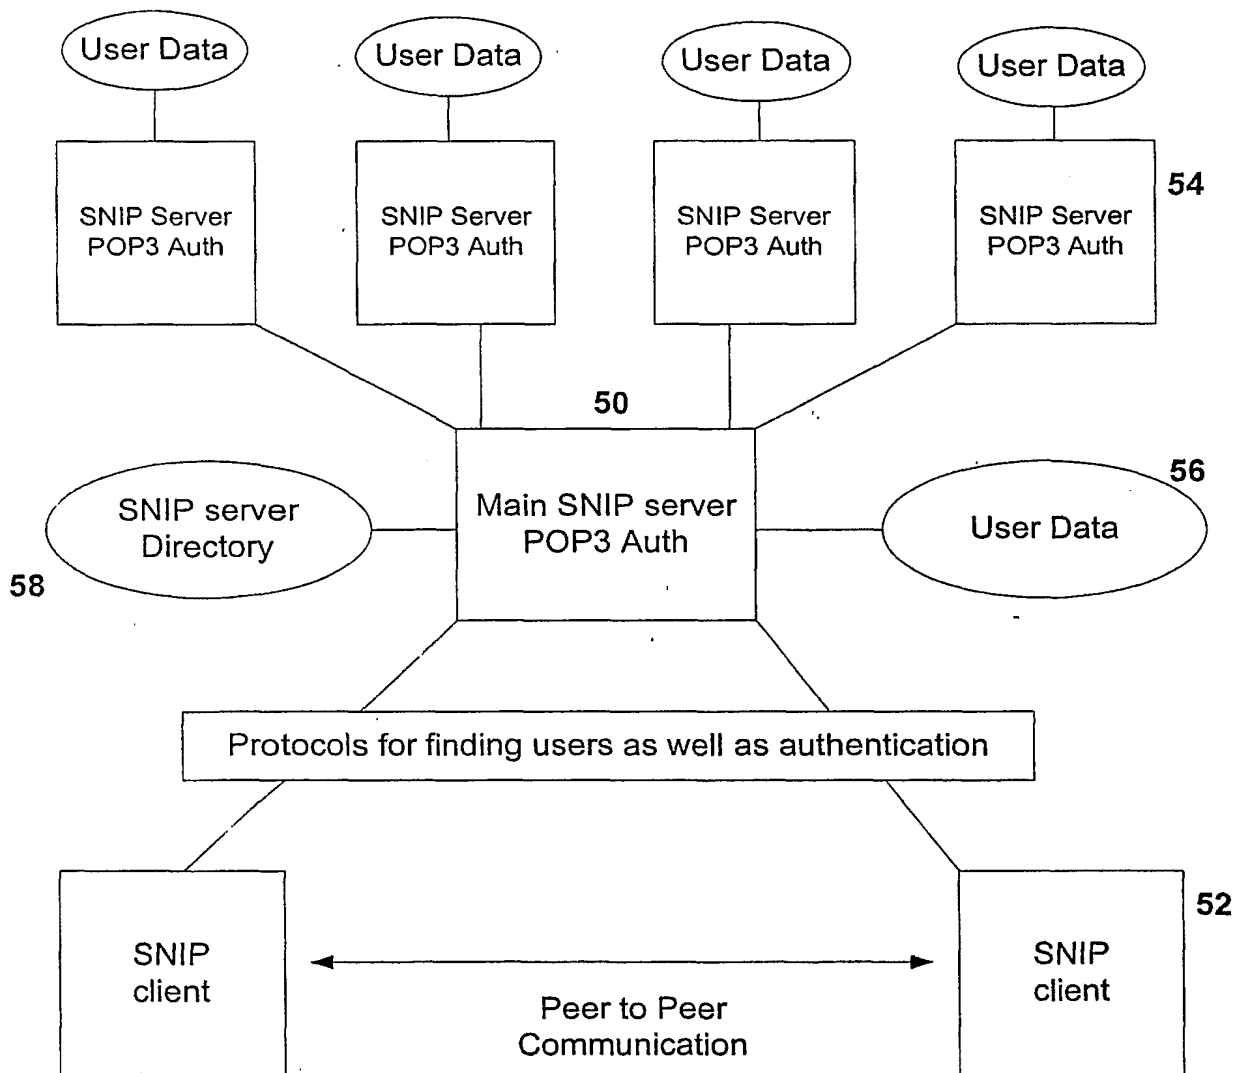 User Data
User Data
User Data
User Data
SNIP Server
POP3 Auth
SNIP Server
POP3 Auth
SNIP Server
POP3 Auth
SNIP Server
POP3 Auth
54
50
SNIP server
Directory
58
Main SNIP server
POP3 Auth
56
User Data
Protocols for finding users as well as authentication
SNIP
client
Peer to Peer
Communication
SNIP
client
52